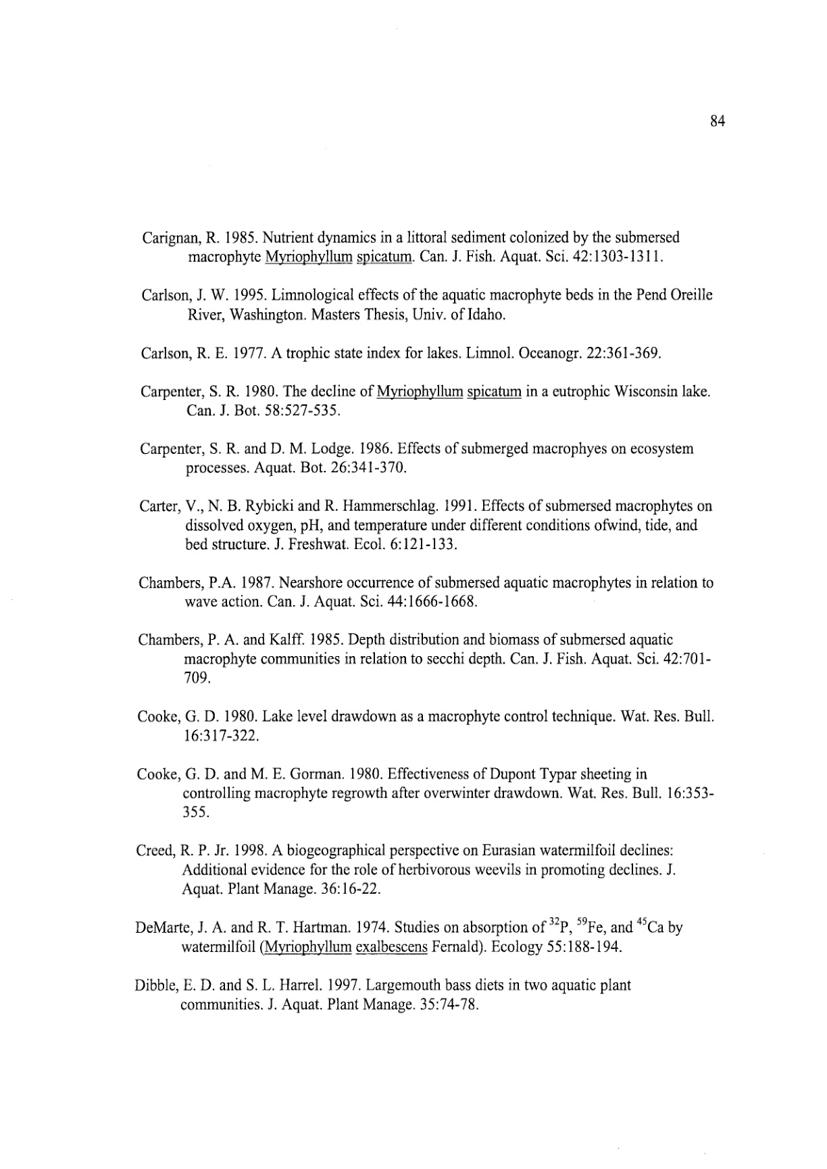 84
Carignan, R. 1985. Nutrient dynamics in a littoral sediment colonized by the submersed
macrophyte Myriophyllum spicatum. Can. J. Fish. Aquat. Sci. 42:1303-1311.
Carlson, J. W. 1995. Limnological effects of the aquatic macrophyte beds in the Pend Oreille
River, Washington. Masters Thesis, Univ. of Idaho.
Carlson, R. E. 1977. A trophic state index for lakes. Limnol. Oceanogr. 22:361-369.
Carpenter, S. R. 1980. The decline of Myriophyllum spicatum in a eutrophic Wisconsin lake.
Can. J. Bot. 58:527-535.
Carpenter, S. R. and D. M. Lodge. 1986. Effects of submerged macrophyes on ecosystem
processes. Aquat. Bot. 26:341-370.
Carter, V., N. B. Rybicki and R. Hammerschlag. 1991. Effects of submersed macrophytes on
dissolved oxygen, pH, and temperature under different conditions ofwind, tide, and
bed structure. J. Freshwat. Ecol. 6:121-133.
Chambers, P.A. 1987. Nearshore occurrence of submersed aquatic macrophytes in relation to
wave action. Can. J. Aquat. Sci. 44:1666-1668.
Chambers, P. A. and Kalff. 1985. Depth distribution and biomass of submersed aquatic
macrophyte communities in relation to secchi depth. Can. J. Fish. Aquat. Sci. 42:701-
709.
Cooke, G. D. 1980. Lake level drawdown as a macrophyte control technique. Wat. Res. Bull.
16:317-322.
Cooke, G. D. and M. E. Gorman. 1980. Effectiveness of Dupont Typar sheeting in
controlling macrophyte regrowth after overwinter drawdown. Wat. Res. Bull. 16:353-
355.
Creed, R. P. Jr. 1998. A biogeographical perspective on Eurasian watermilfoil declines:
Additional evidence for the role of herbivorous weevils in promoting declines. J.
Aquat. Plant Manage. 36:16-22.
DeMarte, J. A. and R. T. Hartman. 1974. Studies on absorption of ³²P, ⁵⁹Fe, and ⁴⁵Ca by
watermilfoil (Myriophyllum exalbescens Fernald). Ecology 55:188-194.
Dibble, E. D. and S. L. Harrel. 1997. Largemouth bass diets in two aquatic plant
communities. J. Aquat. Plant Manage. 35:74-78.